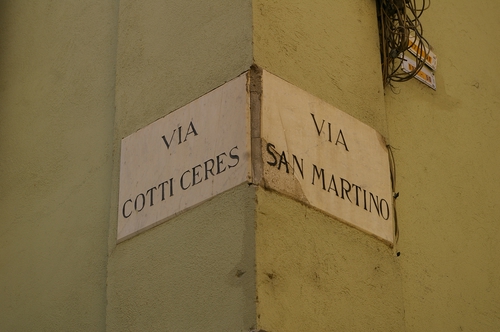 VIA
COTTI CERES
VIA
SAN MARTINO